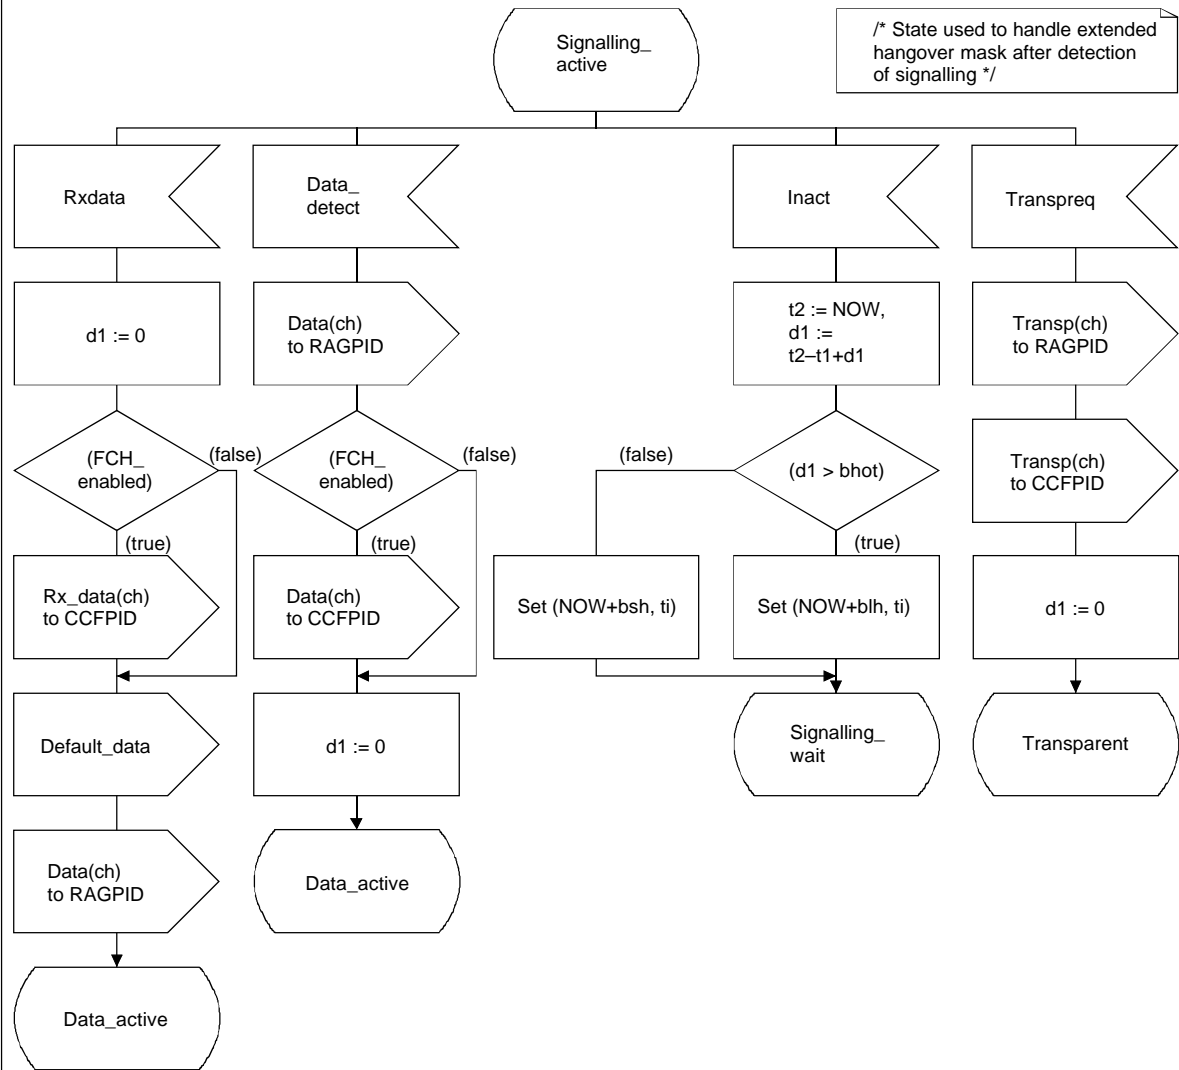 Signalling_
active
/* State used to handle extended
hangover mask after detection
of signalling */
Rxdata
Data_
detect
Inact
Transpreq
d1 := 0
Data(ch)
to RAGPID
t2 := NOW,
d1 :=
t2–t1+d1
Transp(ch)
to RAGPID
(FCH_
enabled)
(false)
(true)
(FCH_
enabled)
(false)
(true)
(false)
(d1 > bhot)
(true)
Transp(ch)
to CCFPID
Rx_data(ch)
to CCFPID
Data(ch)
to CCFPID
Set (NOW+bsh, ti)
Set (NOW+blh, ti)
d1 := 0
Default_data
d1 := 0
Signalling_
wait
Transparent
Data(ch)
to RAGPID
Data_active
Data_active